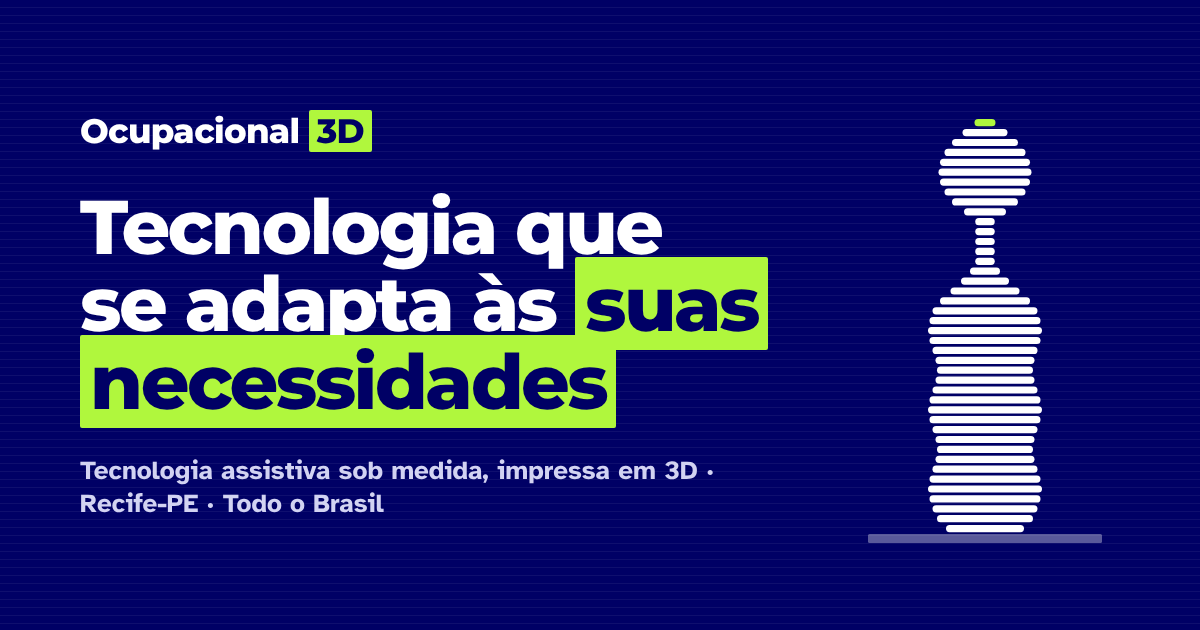 Ocupacional 3D
Tecnologia que
se adapta às suas
necessidades
Tecnologia assistiva sob medida, impressa em 3D ·
Recife-PE · Todo o Brasil